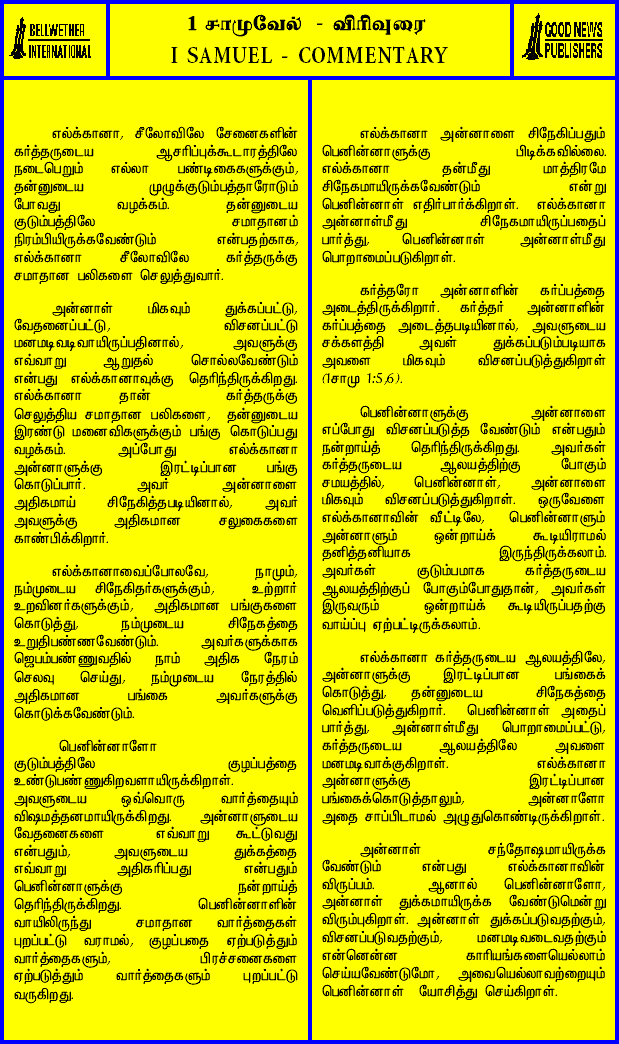 BELLWETHER
INTERNATIONAL
1 சாமுவேல் - விரிவுரை
I SAMUEL - COMMENTARY
GOOD NEWS
PUBLISHERS
எல்க்கானா, சீலோவிலே சேனைகளின்
கர்த்தருடைய ஆசரிப்புக்கூடாரத்திலே
நடைபெறும் எல்லா பண்டிகைகளுக்கும்,
தன்னுடைய முழுக்குடும்பத்தாரோடும்
போவது வழக்கம். தன்னுடைய
குடும்பத்திலே சமாதானம்
நிரம்பியிருக்கவேண்டும் என்பதற்காக,
எல்க்கானா சீலோவிலே கர்த்தருக்கு
சமாதான பலிகளை செலுத்துவார்.
அன்னாள் மிகவும் துக்கப்பட்டு,
வேதனைப்பட்டு, விசனப்பட்டு
மனமடிவடிவாயிருப்பதினால், அவளுக்கு
எவ்வாறு ஆறுதல் சொல்லவேண்டும்
என்பது எல்க்கானாவுக்கு தெரிந்திருக்கிறது.
எல்க்கானா தான் கர்த்தருக்கு
செலுத்திய சமாதான பலிகளை, தன்னுடைய
இரண்டு மனைவிகளுக்கும் பங்கு கொடுப்பது
வழக்கம். அப்போது எல்க்கானா
அன்னாளுக்கு இரட்டிப்பான பங்கு
கொடுப்பார். அவர் அன்னாளை
அதிகமாய் சிநேகித்தபடியினால், அவர்
அவளுக்கு அதிகமான சலுகைகளை
காண்பிக்கிறார்.
எல்க்கானாவைப்போலவே, நாமும்,
நம்முடைய சிநேகிதர்களுக்கும், உற்றார்
உறவினர்களுக்கும், அதிகமான பங்குகளை
கொடுத்து, நம்முடைய சிநேகத்தை
உறுதிபண்ணவேண்டும். அவர்களுக்காக
ஜெபம்பண்ணுவதில் நாம் அதிக நேரம்
செலவு செய்து, நம்முடைய நேரத்தில்
அதிகமான பங்கை அவர்களுக்கு
கொடுக்கவேண்டும்.
பெனின்னாளோ
குடும்பத்திலே குழப்பத்தை
உண்டுபண்ணுகிறவளாயிருக்கிறாள்.
அவளுடைய ஒவ்வொரு வார்த்தையும்
விஷமத்தனமாயிருக்கிறது. அன்னாளுடைய
வேதனைகளை எவ்வாறு கூட்டுவது
என்பதும், அவளுடைய துக்கத்தை
எவ்வாறு அதிகரிப்பது என்பதும்
பெனின்னாளுக்கு நன்றாய்த்
தெரிந்திருக்கிறது. பெனின்னாளின்
வாயிலிருந்து சமாதான வார்த்தைகள்
புறப்பட்டு வராமல், குழப்பதை ஏற்படுத்தும்
வார்த்தைகளும், பிரச்சனைகளை
ஏற்படுத்தும் வார்த்தைகளும் புறப்பட்டு
வருகிறது.
எல்க்கானா அன்னாளை சிநேகிப்பதும்
பெனின்னாளுக்கு பிடிக்கவில்லை.
எல்க்கானா தன்மீது மாத்திரமே
சிநேகமாயிருக்கவேண்டும் என்று
பெனின்னாள் எதிர்பார்க்கிறாள். எல்க்கானா
அன்னாள்மீது சிநேகமாயிருப்பதைப்
பார்த்து, பெனின்னாள் அன்னாள்மீது
பொறாமைப்படுகிறாள்.
கர்த்தரோ அன்னாளின் கர்ப்பத்தை
அடைத்திருக்கிறார். கர்த்தர் அன்னாளின்
கர்ப்பத்தை அடைத்தபடியினால், அவளுடைய
சக்களத்தி அவள் துக்கப்படும்படியாக
அவளை மிகவும் விசனப்படுத்துகிறாள்
(1சாமு 1:5,6).
பெனின்னாளுக்கு அன்னாளை
எப்போது விசனப்படுத்த வேண்டும் என்பதும்
நன்றாய்த் தெரிந்திருக்கிறது. அவர்கள்
கர்த்தருடைய ஆலயத்திற்கு போகும்
சமயத்தில், பெனின்னாள், அன்னாளை
மிகவும் விசனப்படுத்துகிறாள். ஒருவேளை
எல்க்கானாவின் வீட்டிலே, பெனின்னாளும்
அன்னாளும் ஒன்றாய்க் கூடியிராமல்
தனித்தனியாக இருந்திருக்கலாம்.
அவர்கள் குடும்பமாக கர்த்தருடைய
ஆலயத்திற்குப் போகும்போதுதான், அவர்கள்
இருவரும் ஒன்றாய்க் கூடியிருப்பதற்கு
வாய்ப்பு ஏற்பட்டிருக்கலாம்.
எல்க்கானா கர்த்தருடைய ஆலயத்திலே,
அன்னாளுக்கு இரட்டிப்பான பங்கைக்
கொடுத்து, தன்னுடைய சிநேகத்தை
வெளிப்படுத்துகிறார். பெனின்னாள் அதைப்
பார்த்து, அன்னாள்மீது பொறாமைப்பட்டு,
கர்த்தருடைய ஆலயத்திலே அவளை
மனமடிவாக்குகிறாள். எல்க்கானா
அன்னாளுக்கு இரட்டிப்பான
பங்கைக்கொடுத்தாலும், அன்னாளோ
அதை சாப்பிடாமல் அழுதுகொண்டிருக்கிறாள்.
அன்னாள் சந்தோஷமாயிருக்க
வேண்டும் என்பது எல்க்கானாவின்
விருப்பம். ஆனால் பெனின்னாளோ,
அன்னாள் துக்கமாயிருக்க வேண்டுமென்று
விரும்புகிறாள். அன்னாள் துக்கப்படுவதற்கும்,
விசனப்படுவதற்கும், மனமடிவடைவதற்கும்
என்னென்ன காரியங்களையெல்லாம்
செய்யவேண்டுமோ, அவையெல்லாவற்றையும்
பெனின்னாள் யோசித்து செய்கிறாள்.